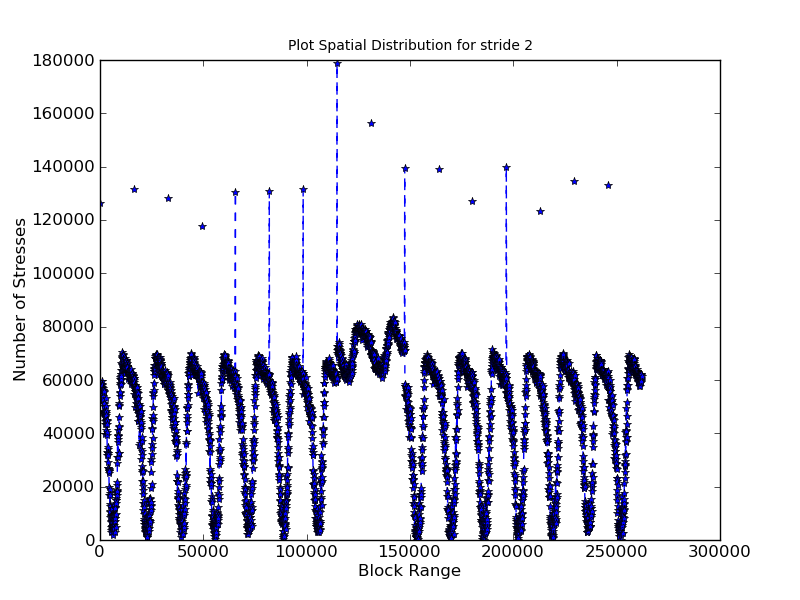 Plot Spatial Distribution for stride 2
180000
160000
140000
120000
100000
80000
60000
40000
20000
0
Number of Stresses
0 50000 100000 150000 200000 250000 300000
Block Range